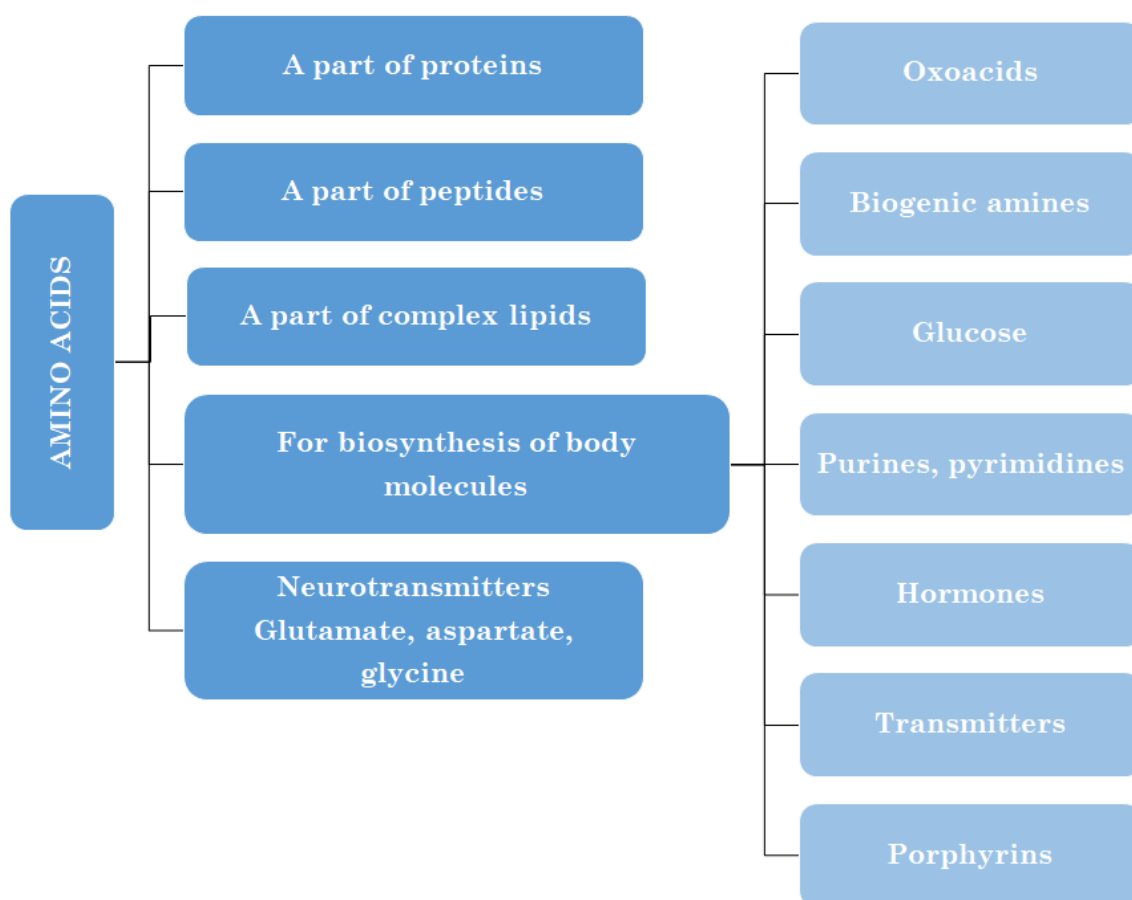 AMINO ACIDS
A part of proteins
A part of peptides
A part of complex lipids
For biosynthesis of body
molecules
Neurotransmitters
Glutamate, aspartate,
glycine
Oxoacids
Biogenic amines
Glucose
Purines, pyrimidines
Hormones
Transmitters
Porphyrins